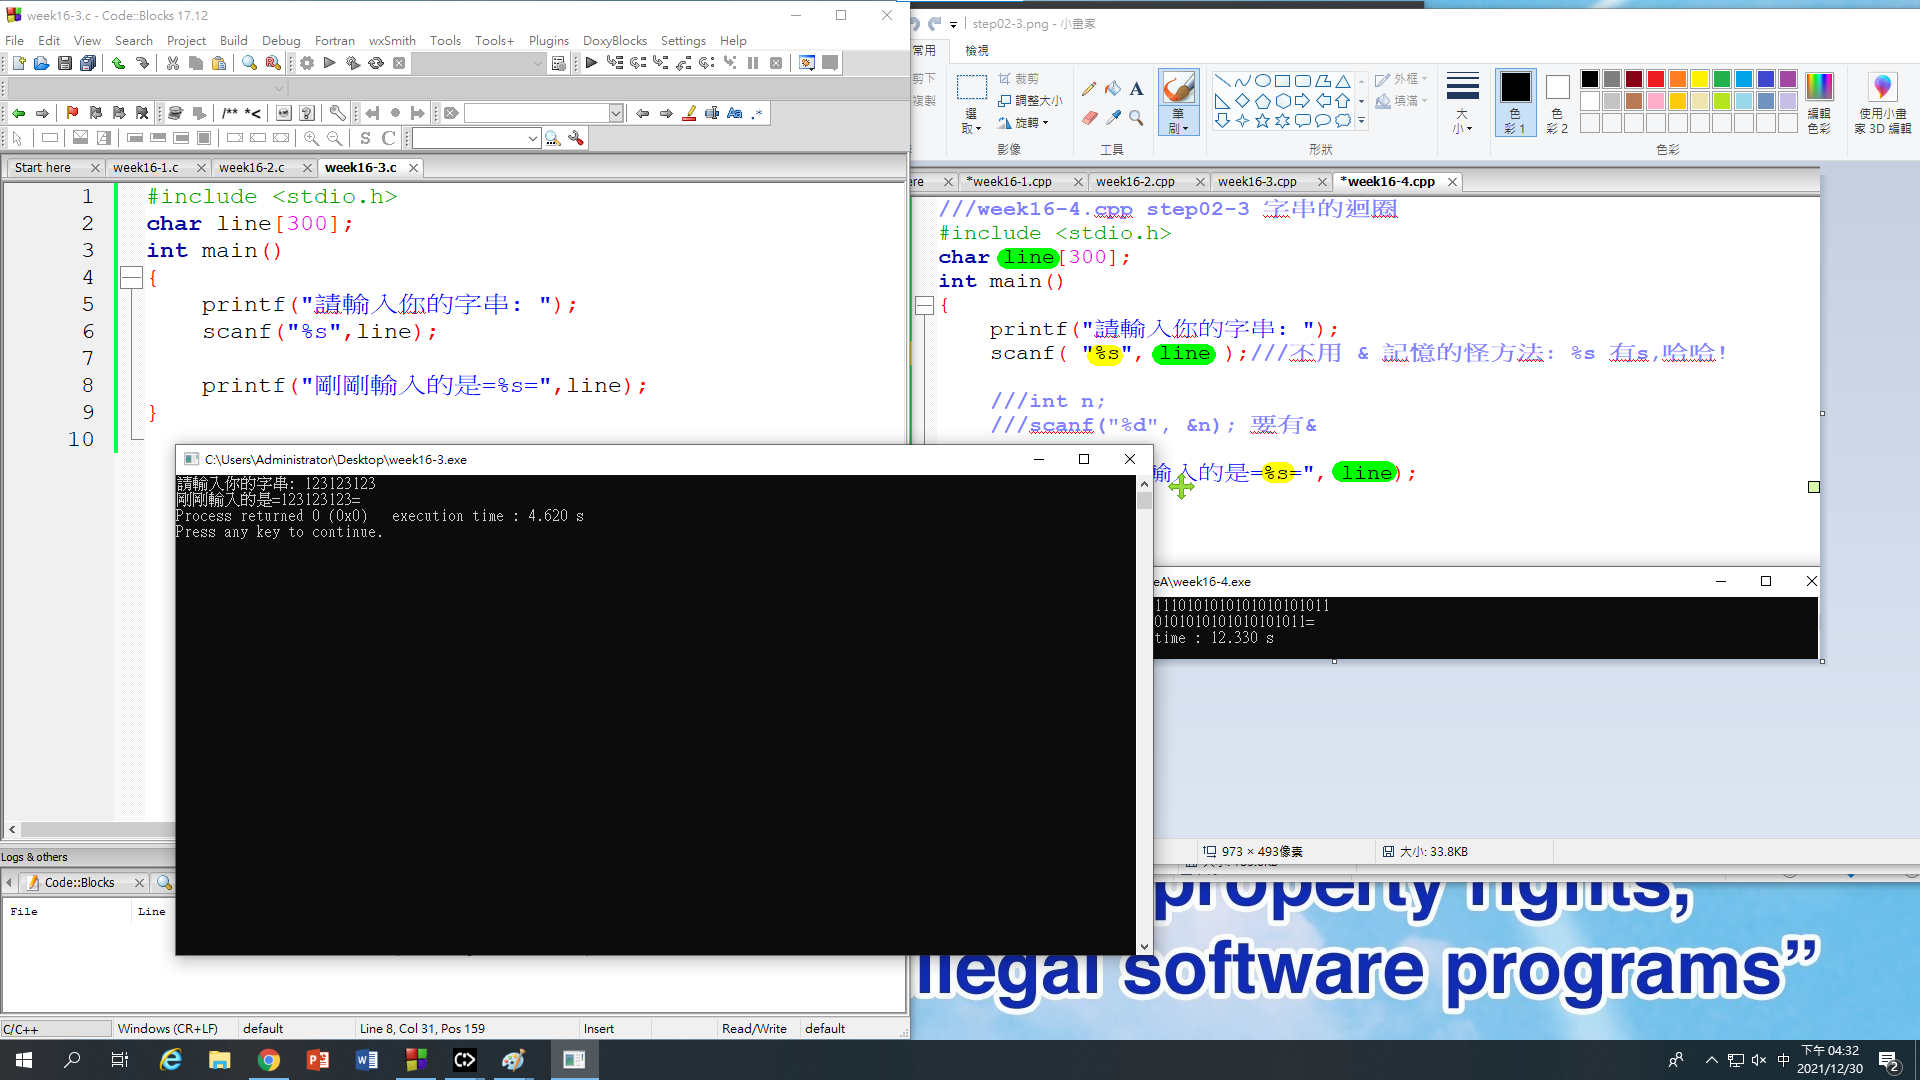 week16-3.c - Code::Blocks 17.12
File Edit View Search Project Build Debug Fortran wxSmith Tools Tools+ Plugins DoxyBlocks Settings Help
Start here week16-1.c week16-2.c week16-3.c
1 #include <stdio.h>
2 char line[300];
3 int main()
4 {
5 printf("請輸入你的字串: ");
6 scanf("%s",line);
7
8 printf("剛剛輸入的是=%s=",line);
9 }
10
C:\Users\Administrator\Desktop\week16-3.exe
請輸入你的字串: 123123123
剛剛輸入的是=123123123=
Process returned 0 (0x0) execution time : 4.620 s
Press any key to continue.
Logs & others
Code::Blocks
File Line
C/C++ Windows (CR+LF) default Line 8, Col 31, Pos 159 Insert Read/Write default
step02-3.png - 小畫家
常用 檢視
剪下
複製
選取
裁剪
調整大小
旋轉
影像
工具
筆刷
外框
填滿
形狀
大小
色彩 1
色彩 2
編輯色彩
色彩
使用小畫家 3D 編輯
ere *week16-1.cpp week16-2.cpp week16-3.cpp *week16-4.cpp
///week16-4.cpp step02-3 字串的迴圈
#include <stdio.h>
char line[300];
int main()
{
printf("請輸入你的字串: ");
scanf( "%s", line );///不用 & 記憶的怪方法: %s 有s,哈哈!
///int n;
///scanf("%d", &n); 要有&
輸入的是=%s=", line);
eA\week16-4.exe
1110101010101010101011
0101010101010101011=
time : 12.330 s
973 × 493像素
大小: 33.8KB
property rights,
llegal software programs”
中
下午 04:32
2021/12/30
2